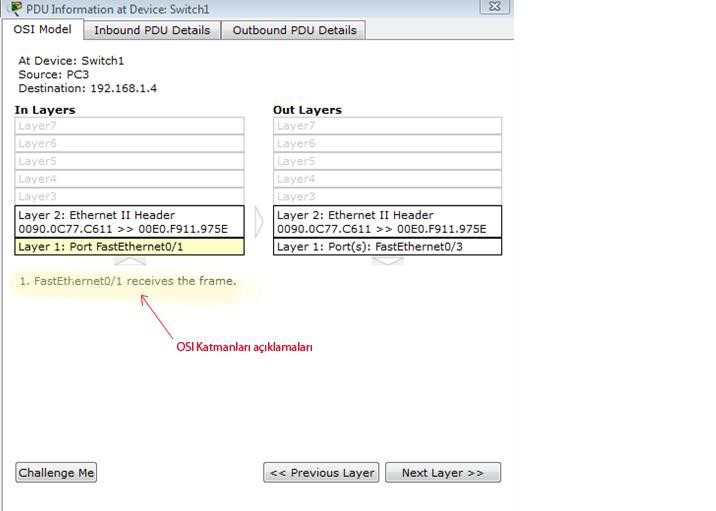 PDU Information at Device: Switch1
OSI Model
Inbound PDU Details
Outbound PDU Details
At Device: Switch1
Source: PC3
Destination: 192.168.1.4
In Layers
Out Layers
Layer7
Layer7
Layer6
Layer6
Layer5
Layer5
Layer4
Layer4
Layer3
Layer3
Layer 2: Ethernet II Header
0090.0C77.C611 >> 00E0.F911.975E
Layer 2: Ethernet II Header
0090.0C77.C611 >> 00E0.F911.975E
Layer 1: Port FastEthernet0/1
Layer 1: Port(s): FastEthernet0/3
1. FastEthernet0/1 receives the frame.
OSI Katmanları açıklamaları
Challenge Me
<< Previous Layer
Next Layer >>